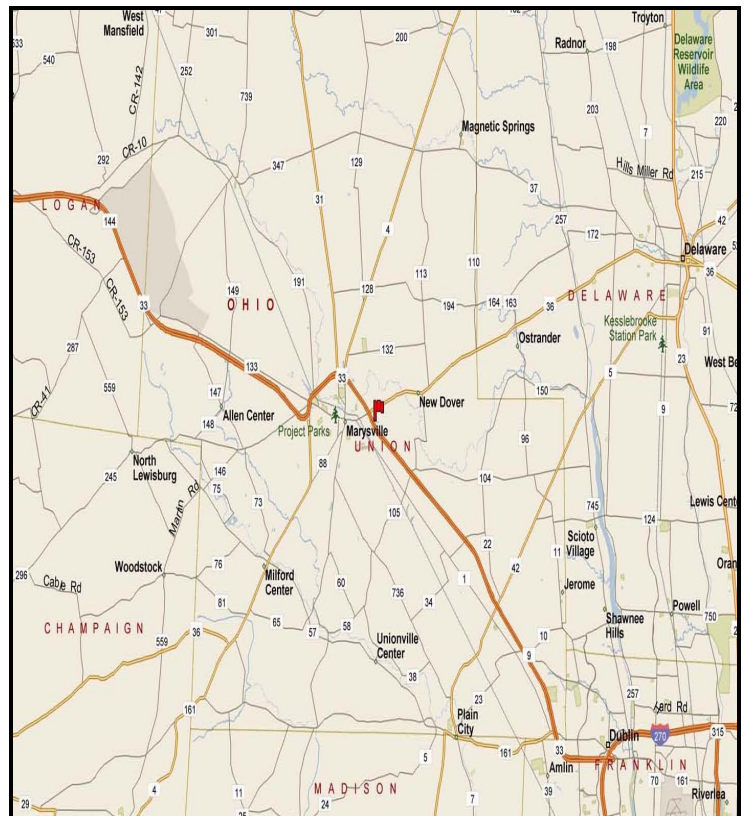 West
Mansfield
47
301
200
Troyton
Radnor
198
Delaware
Reservoir
Wildlife
Area
533
540
CR-142
252
739
203
220
Magnetic Springs
7
CR-10
292
347
129
Hills Miller Rd
215
37
LOGAN
31
257
42
144
4
172
Delaware
CR-153
110
36
149
191
113
DELAWARE
CR-153
33
OHIO
128
194
164
163
36
Kesslebrooke
Station Park
91
Ostrander
23
287
132
133
33
5
West Be
559
150
9
CR-41
147
New Dover
72
Allen Center
148
Project Parks
Marysville
UNION
96
North
Lewisburg
88
245
146
104
75
Martin Rd
73
105
745
124
Lewis Cente
Scioto
Village
22
11
Oran
Woodstock
76
42
296
Cable Rd
Milford
Center
60
1
Jerome
81
736
34
Powell
750
Shawnee
Hills
CHAMPAIGN
65
57
58
36
559
10
Unionville
Center
9
38
257
161
23
Plain
City
Dublin
270
315
5
161
33
FRANKLIN
Amlin
70
161
MADISON
4
11
39
Riverlea
29
24
7